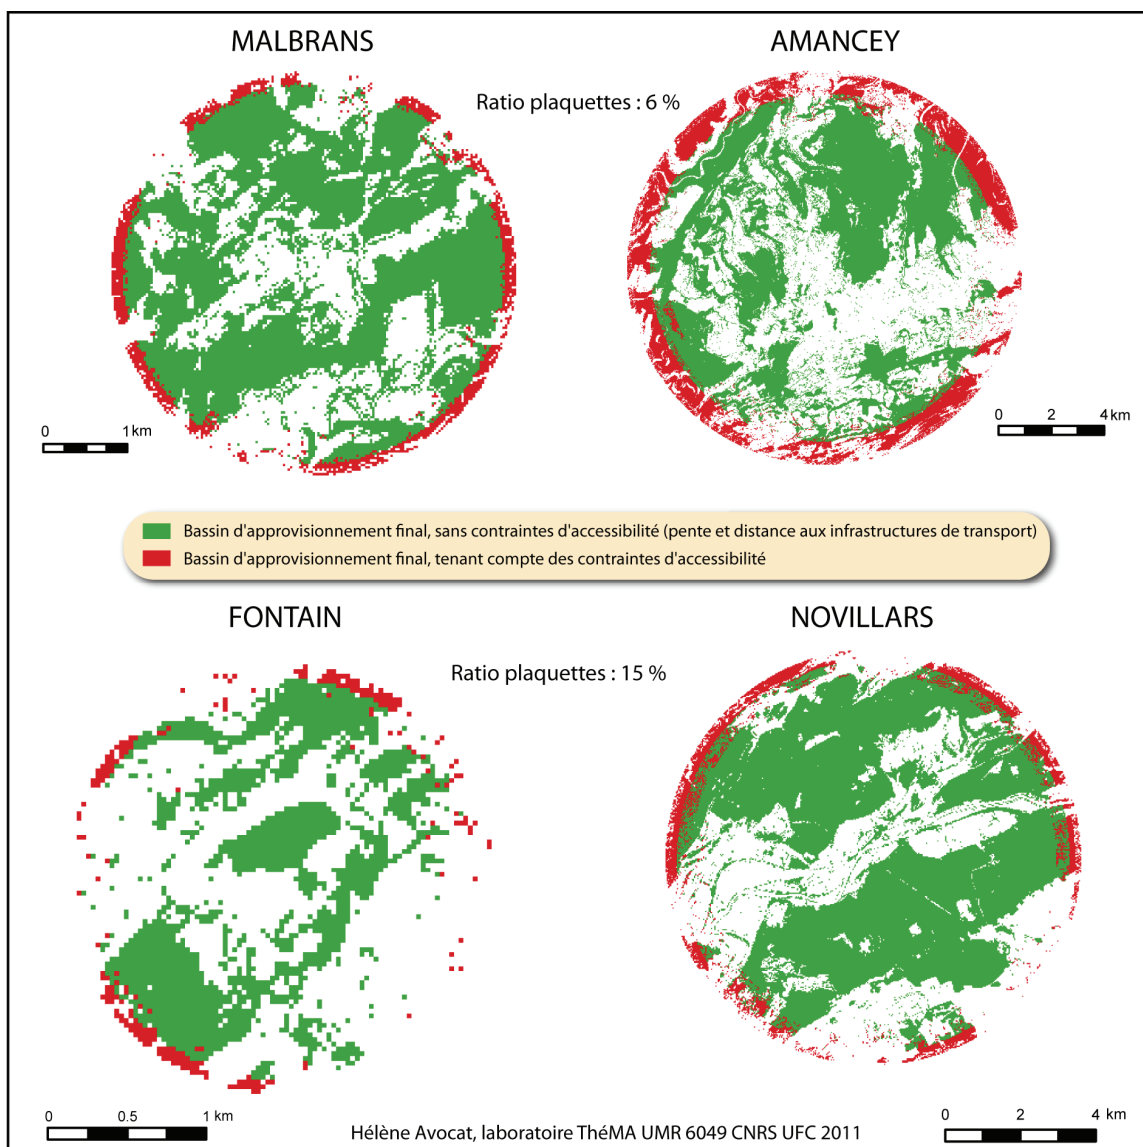 MALBRANS
AMANCEY
Ratio plaquettes : 6 %
0 1 km
0 2 4 km
Bassin d'approvisionnement final, sans contraintes d'accessibilité (pente et distance aux infrastructures de transport)
Bassin d'approvisionnement final, tenant compte des contraintes d'accessibilité
FONTAIN
NOVILLARS
Ratio plaquettes : 15 %
0 0.5 1 km
0 2 4 km
Hélène Avocat, laboratoire ThéMA UMR 6049 CNRS UFC 2011